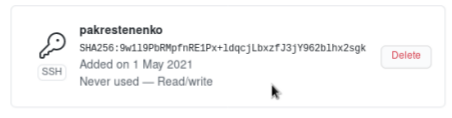 pakrestenenko
SHA256:9w1l9PbRMpfnRE1Px+ldqcjLbxzfJ3jY962blhx2sgk
Added on 1 May 2021
Never used — Read/write
SSH
Delete